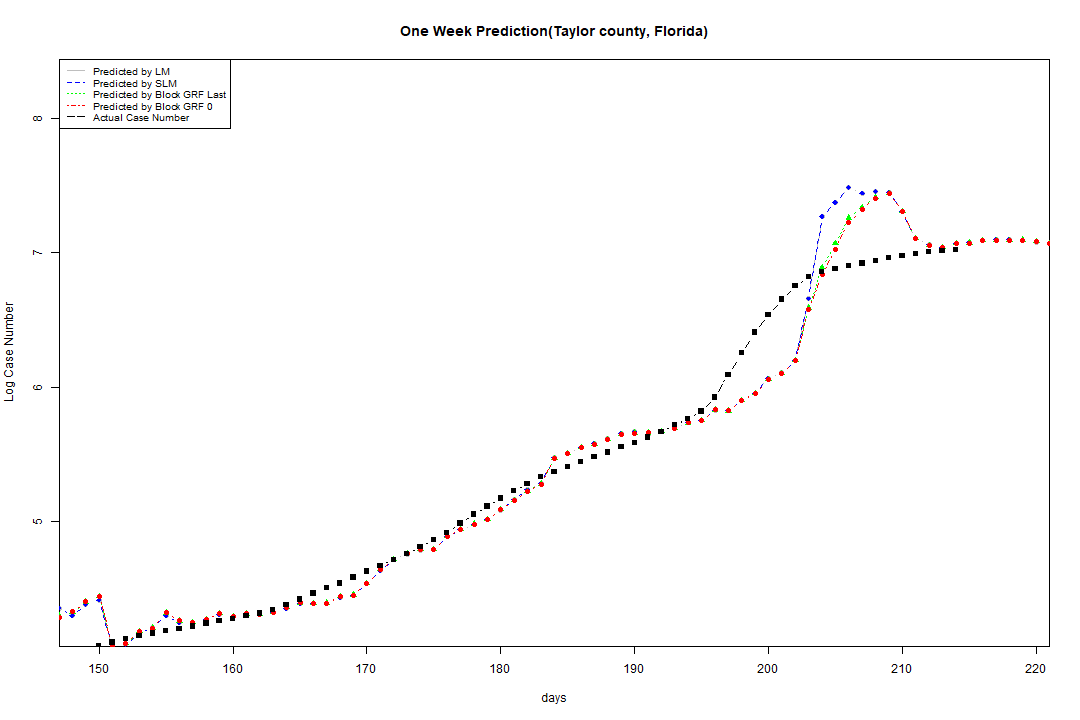 One Week Prediction(Taylor county, Florida)
Predicted by LM
Predicted by SLM
Predicted by Block GRF Last
Predicted by Block GRF 0
Actual Case Number
8
7
6
5
Log Case Number
150 160 170 180 190 200 210 220
days